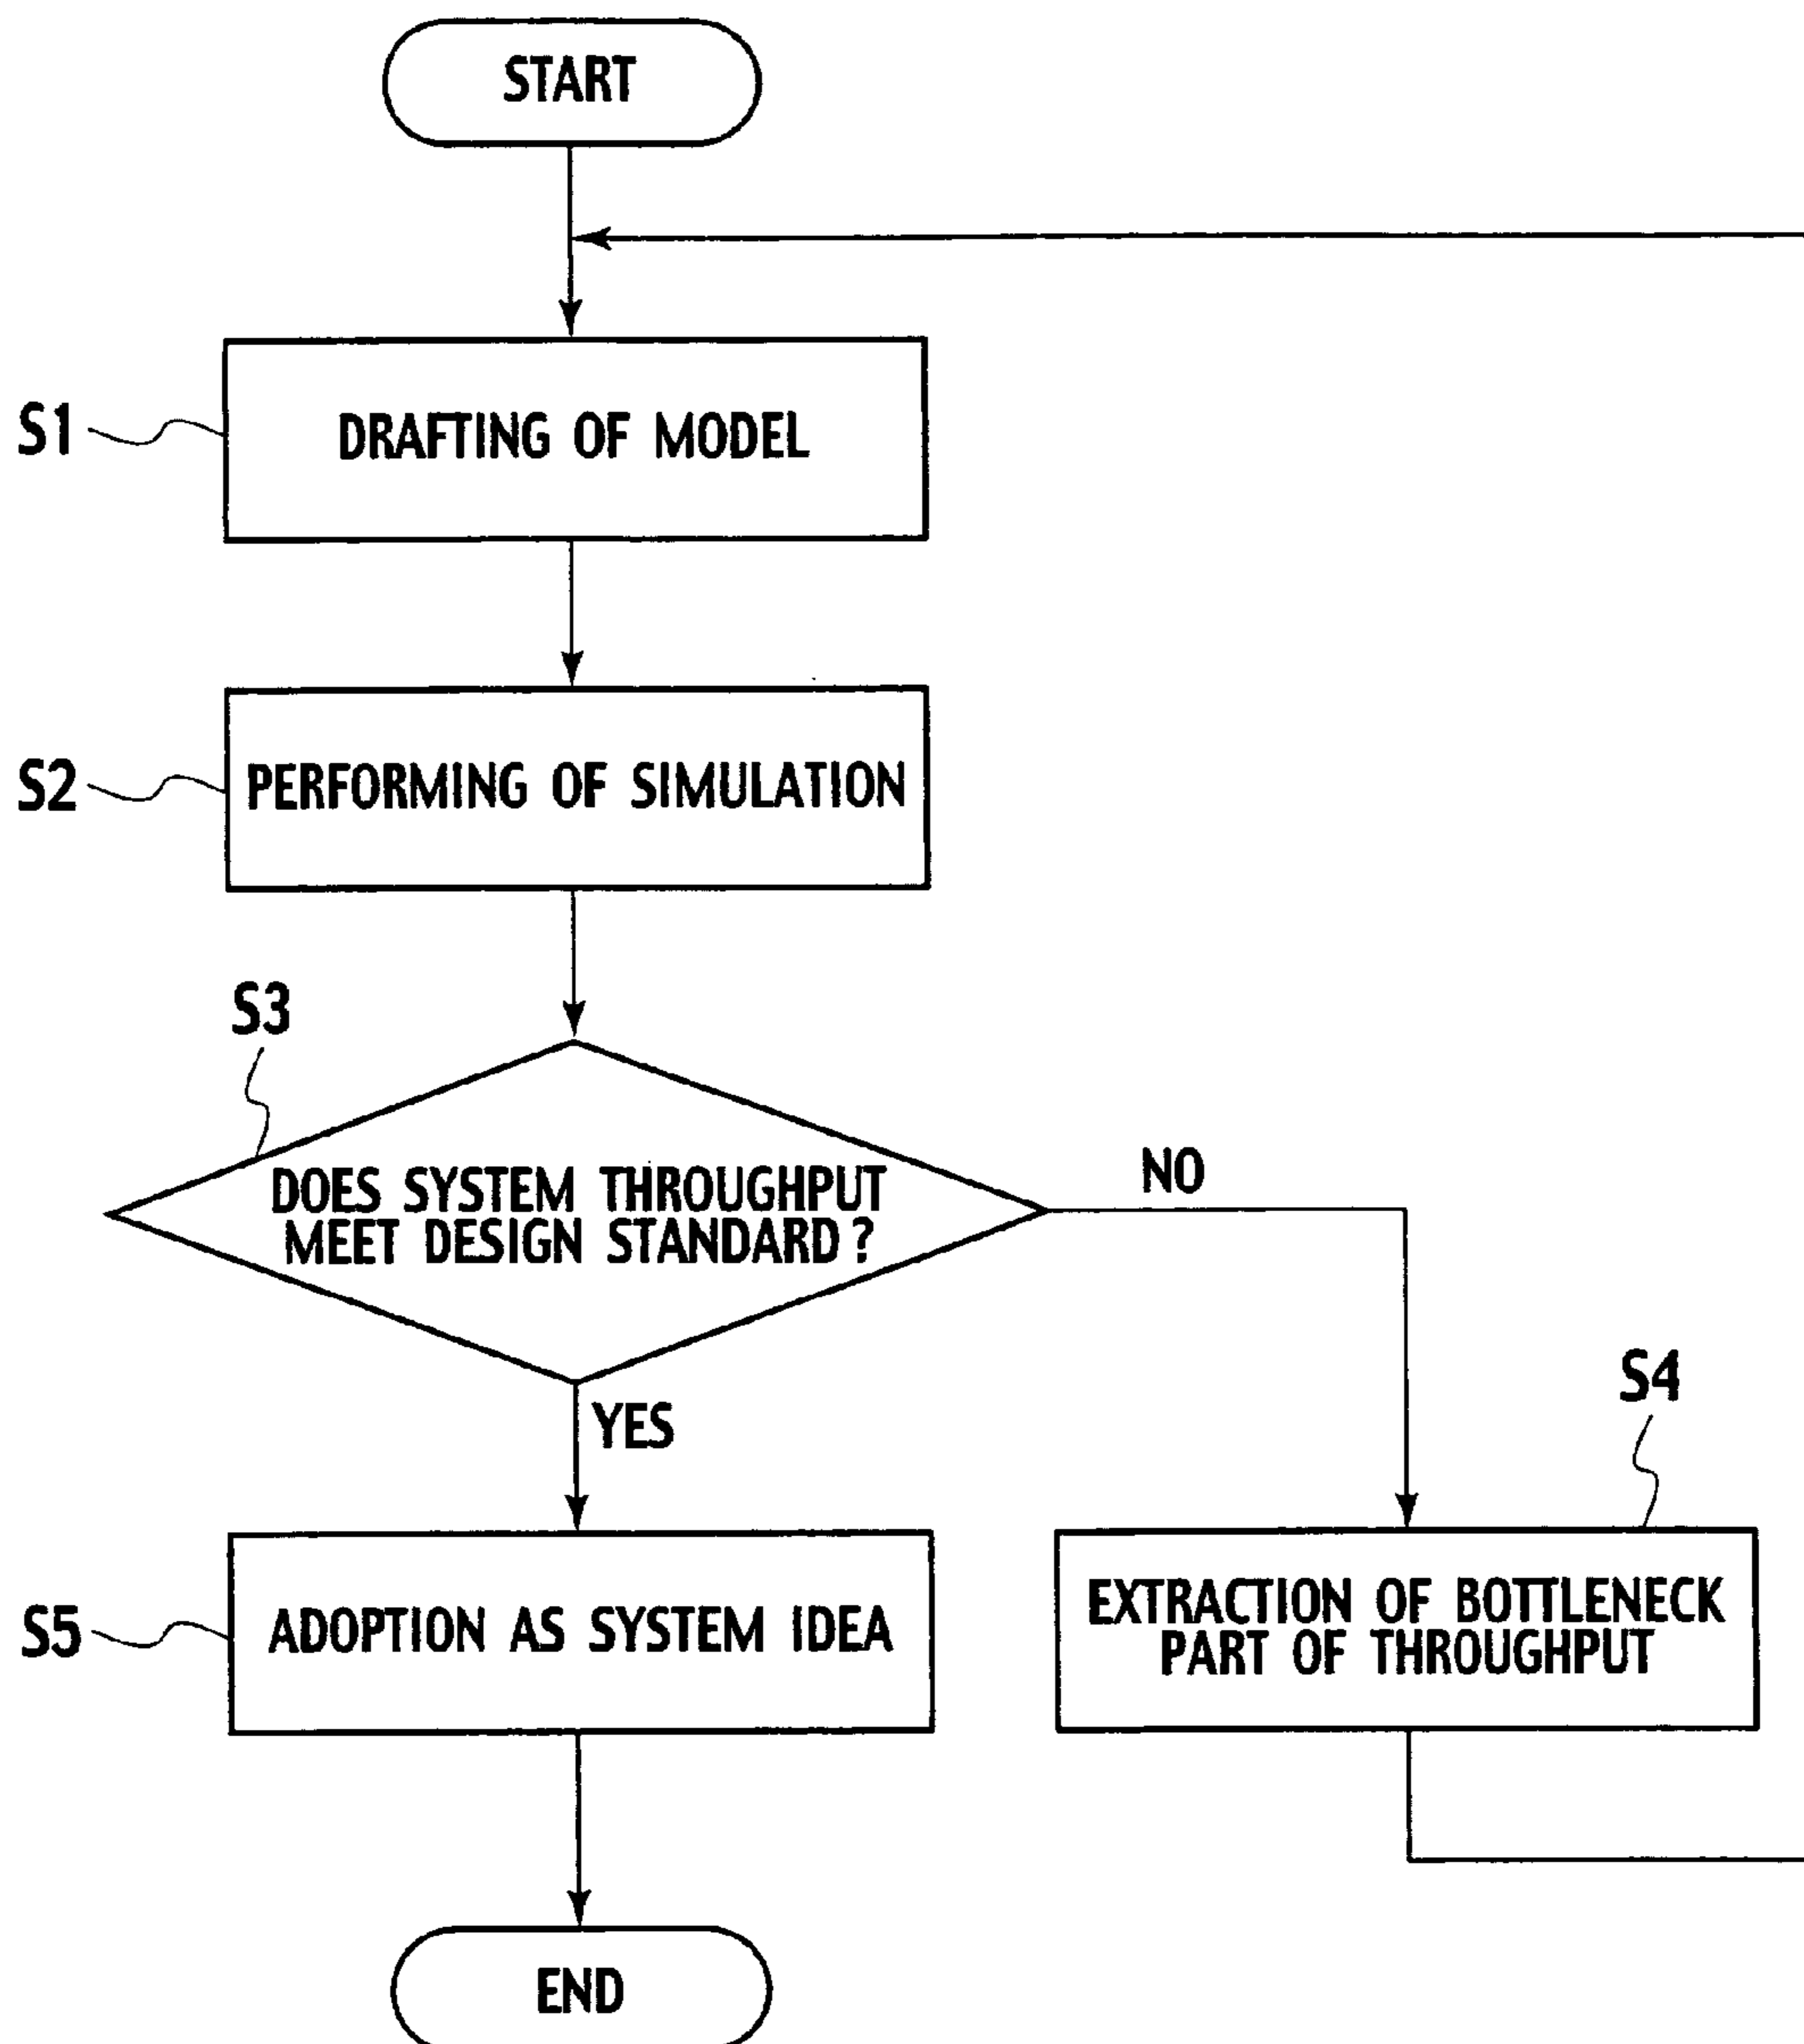 START
S1
DRAFTING OF MODEL
S2
PERFORMING OF SIMULATION
S3
DOES SYSTEM THROUGHPUT
MEET DESIGN STANDARD?
NO
YES
S4
S5
ADOPTION AS SYSTEM IDEA
EXTRACTION OF BOTTLENECK
PART OF THROUGHPUT
END